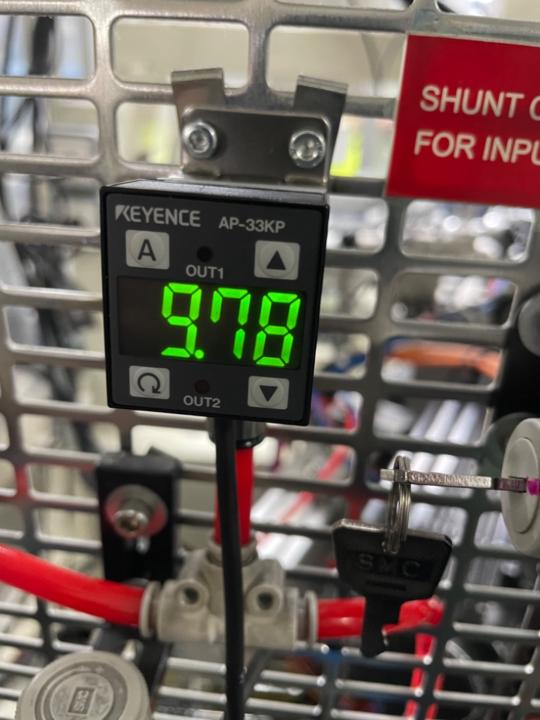 SHUNT
FOR INPU
KEYENCE AP-33KP
A
OUT1
9.78
OUT2
SMC